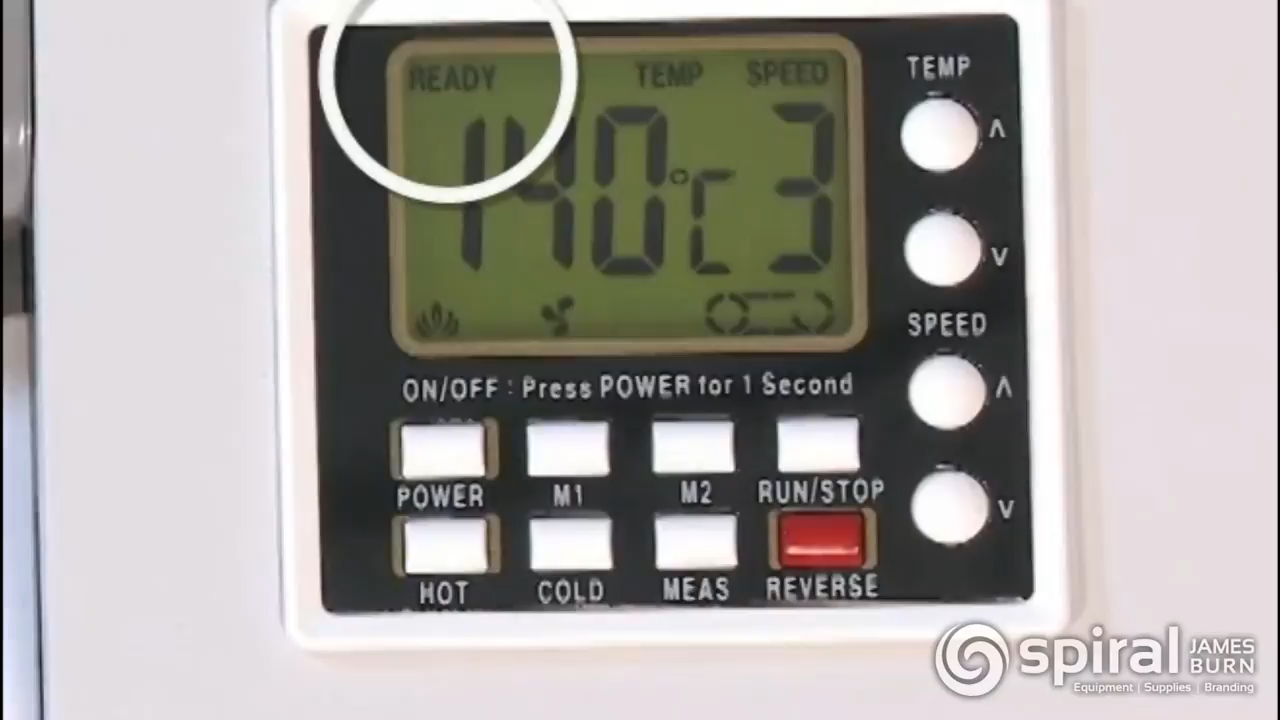 READY TEMP SPEED
140°C 3
TEMP
SPEED
ON/OFF : Press POWER for 1 Second
POWER M1 M2 RUN/STOP
HOT COLD MEAS REVERSE
spiral JAMES BURN
Equipment | Supplies | Branding